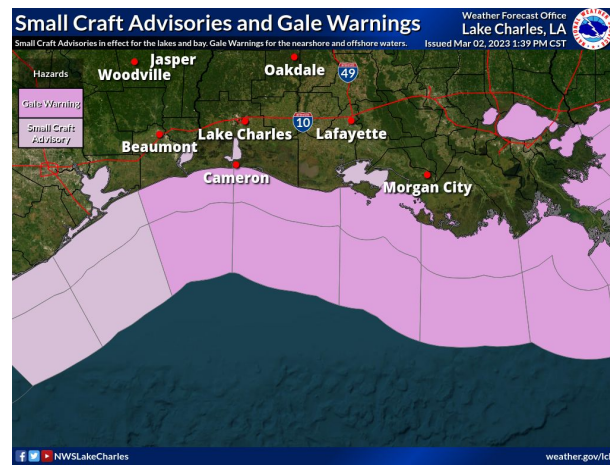 Small Craft Advisories and Gale Warnings
Weather Forecast Office
Lake Charles, LA
Small Craft Advisories in effect for the lakes and bay. Gale Warnings for the nearshore and offshore waters.
Issued Mar 02, 2023 1:39 PM CST
Hazards
Gale Warning
Small Craft
Advisory
Jasper
Woodville
Oakdale
49
10
Lake Charles
Lafayette
Beaumont
Cameron
Morgan City
NWSLakeCharles
weather.gov/lch